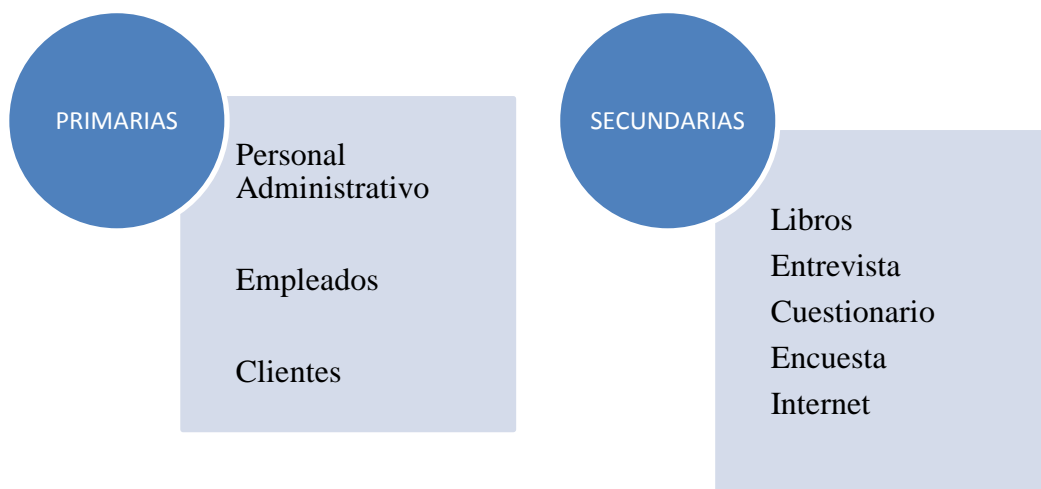 PRIMARIAS
Personal
Administrativo
Empleados
Clientes
SECUNDARIAS
Libros
Entrevista
Cuestionario
Encuesta
Internet